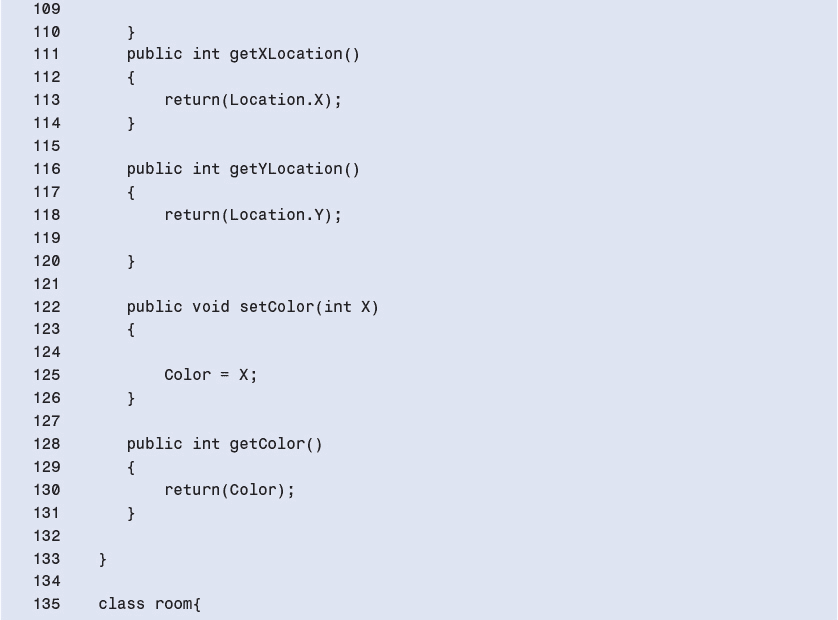 109
110 }
111 public int getXLocation()
112 {
113 return(Location.X);
114 }
115
116 public int getYLocation()
117 {
118 return(Location.Y);
119
120 }
121
122 public void setColor(int X)
123 {
124
125 Color = X;
126 }
127
128 public int getColor()
129 {
130 return(Color);
131 }
132
133 }
134
135 class room{